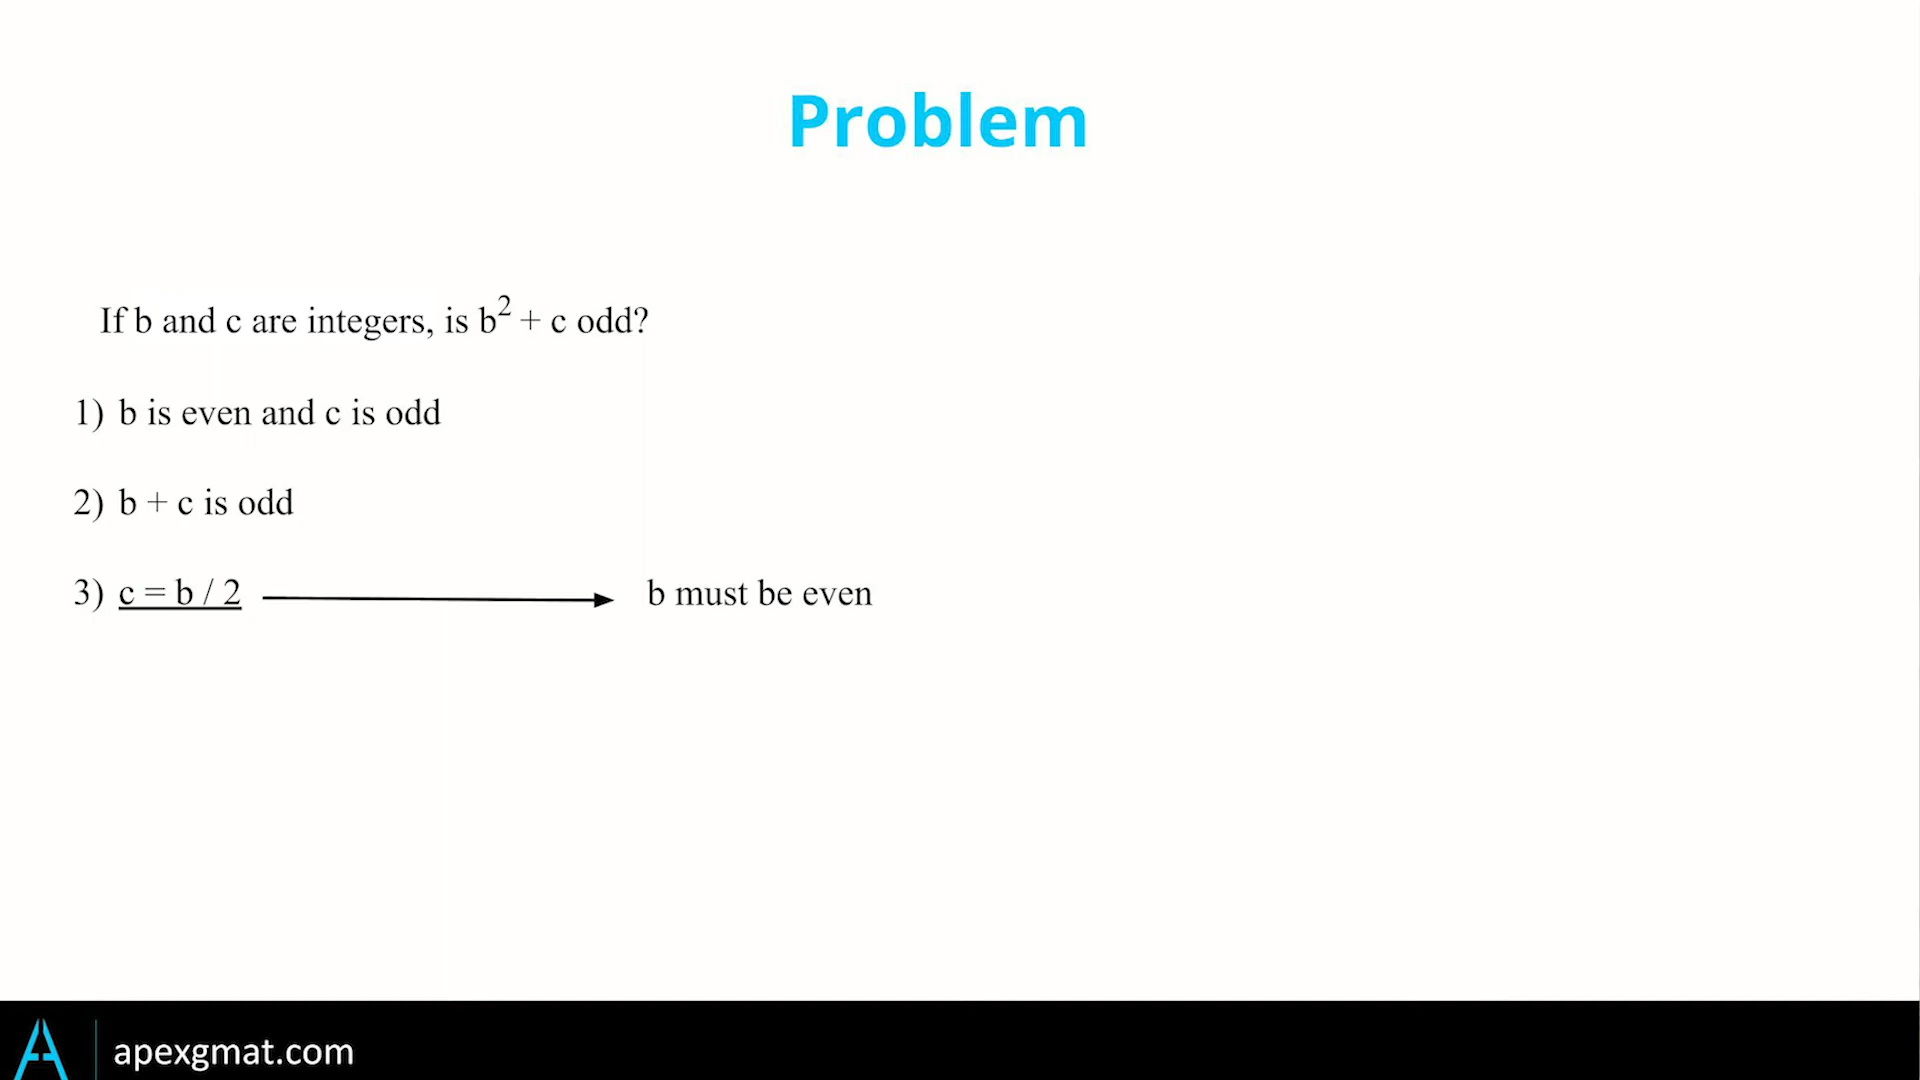 Problem
If b and c are integers, is b² + c odd?
1) b is even and c is odd
2) b + c is odd
3) c = b / 2 b must be even
apexgmat.com